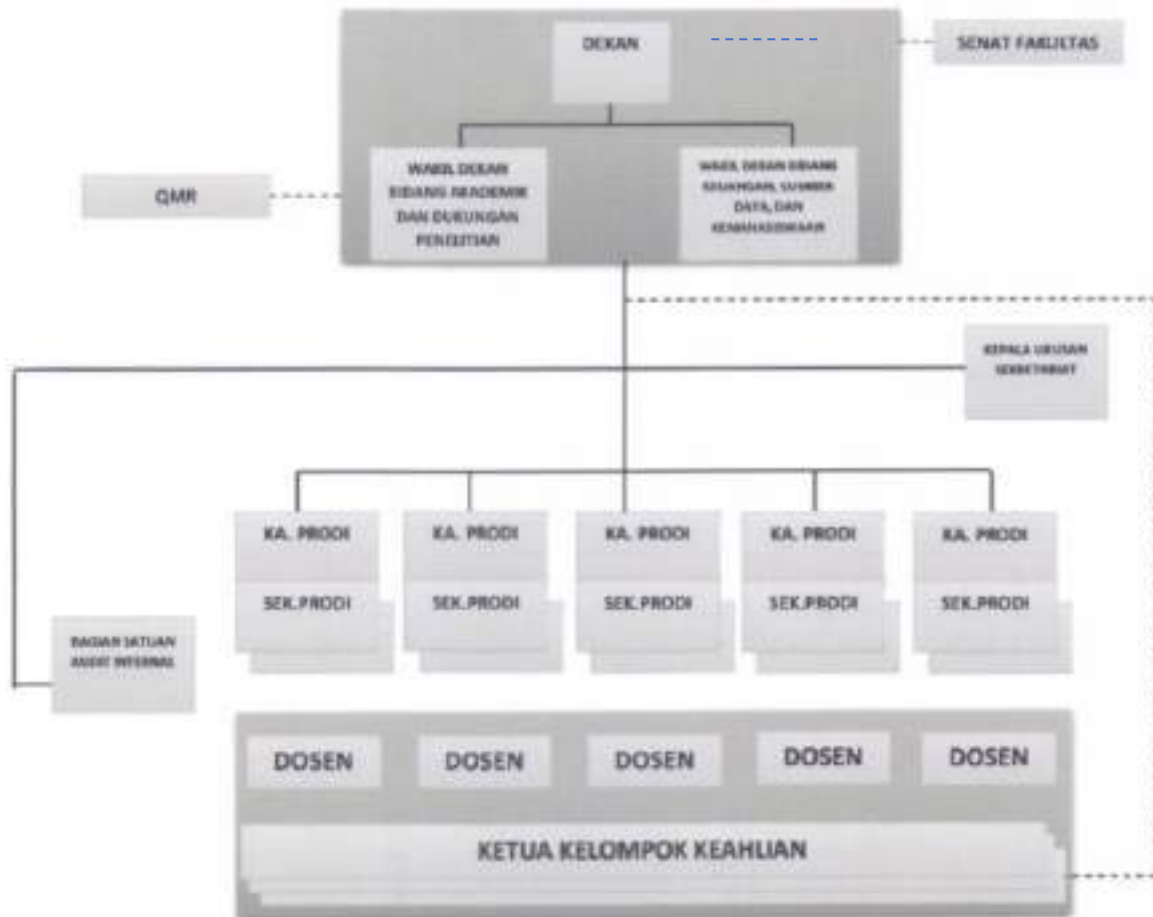 DEKAN
SENAT FAKULTAS
WAKIL DEKAN
BIDANG AKADEMIK
DAN DUKUNGAN
PENELITIAN
WAKIL DEKAN BIDANG
KEUANGAN, SUMBER
DAYA, DAN
KEMAHASISWAAN
QMR
KEPALA URUSAN
SEKRETARIAT
KA. PRODI
KA. PRODI
KA. PRODI
KA. PRODI
KA. PRODI
SEK.PRODI
SEK.PRODI
SEK.PRODI
SEK.PRODI
SEK.PRODI
BAGIAN SATUAN
AUDIT INTERNAL
DOSEN
DOSEN
DOSEN
DOSEN
DOSEN
KETUA KELOMPOK KEAHLIAN